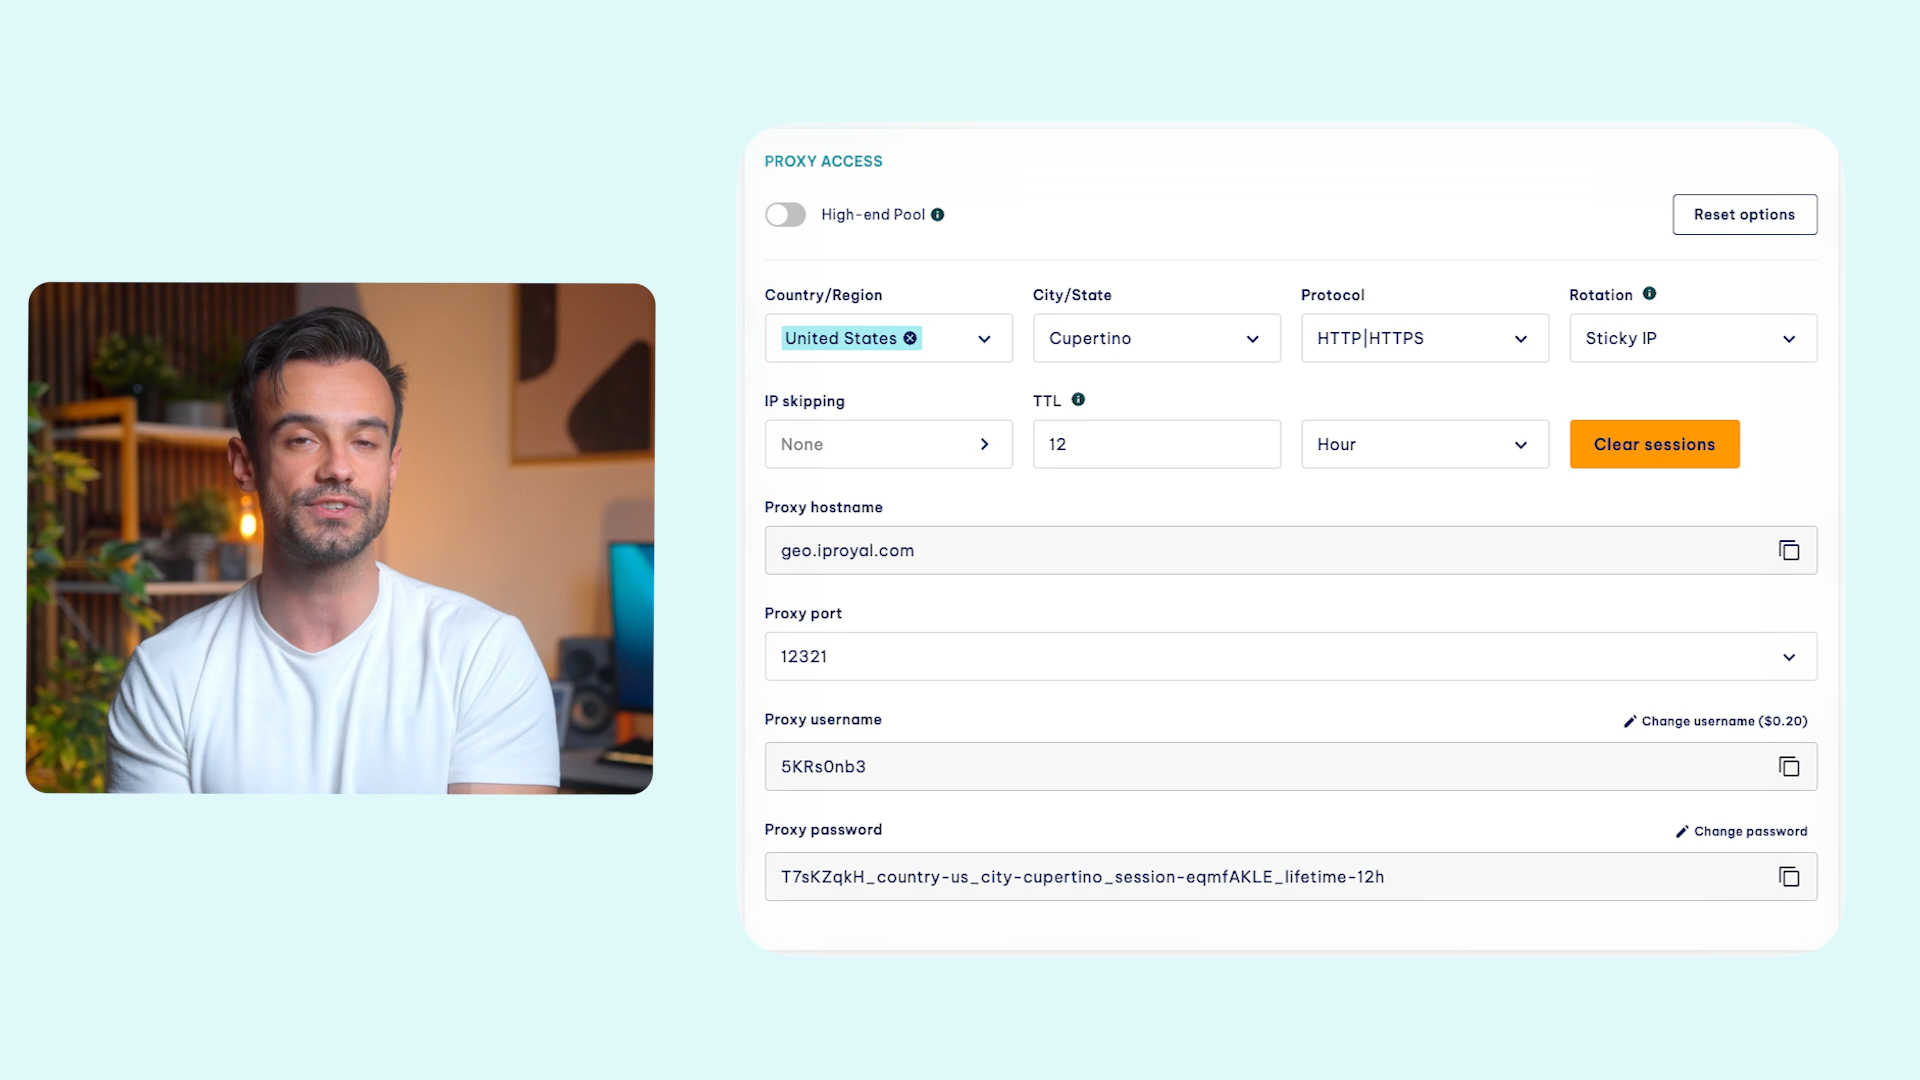 PROXY ACCESS
High-end Pool
Reset options
Country/Region
City/State
Protocol
Rotation
United States
Cupertino
HTTP|HTTPS
Sticky IP
IP skipping
TTL
None
12
Hour
Clear sessions
Proxy hostname
geo.iproyal.com
Proxy port
12321
Proxy username
Change username ($0.20)
5KRs0nb3
Proxy password
Change password
T7sKZqkH_country-us_city-cupertino_session-eqmfAKLE_lifetime-12h